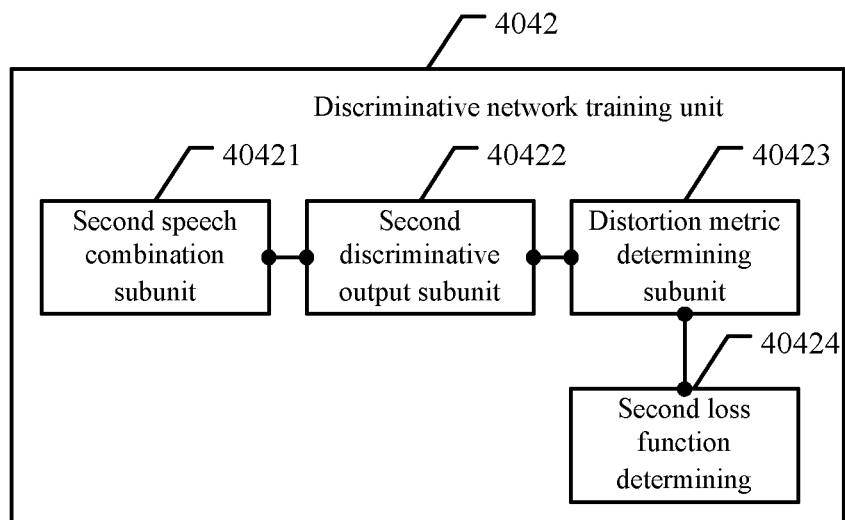 4042
Discriminative network training unit
40421
40422
40423
Second speech
combination
subunit
Second
discriminative
output subunit
Distortion metric
determining
subunit
40424
Second loss
function
determining